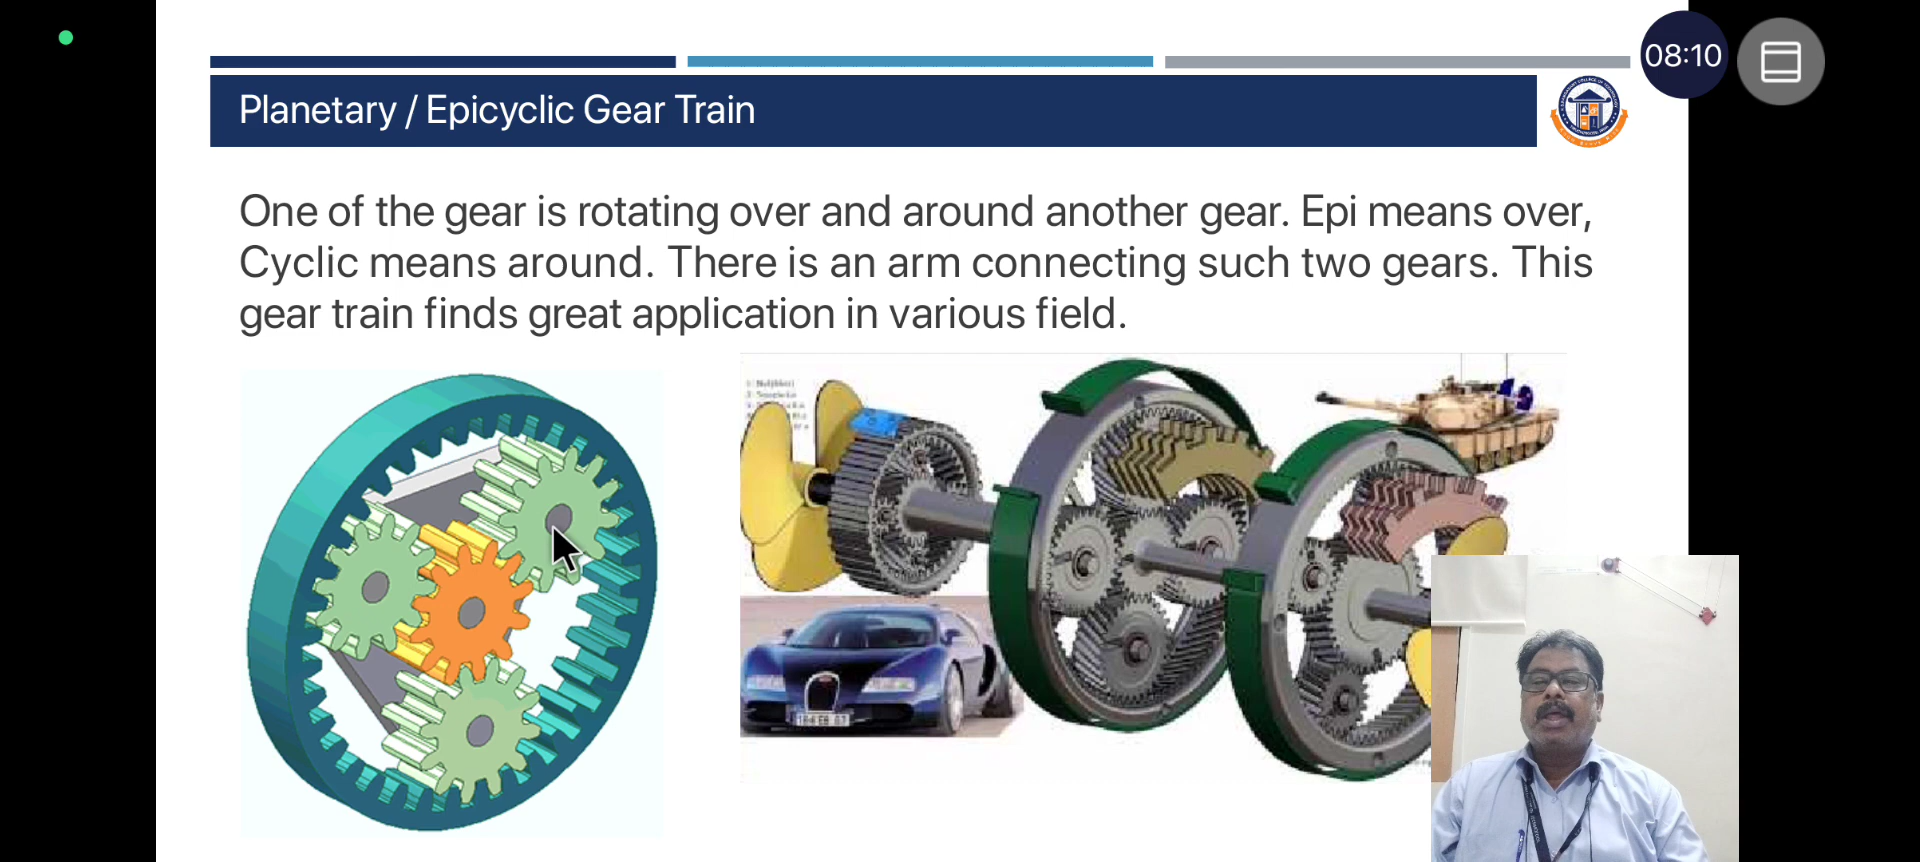 08:10
Planetary / Epicyclic Gear Train
One of the gear is rotating over and around another gear. Epi means over,
Cyclic means around. There is an arm connecting such two gears. This
gear train finds great application in various field.